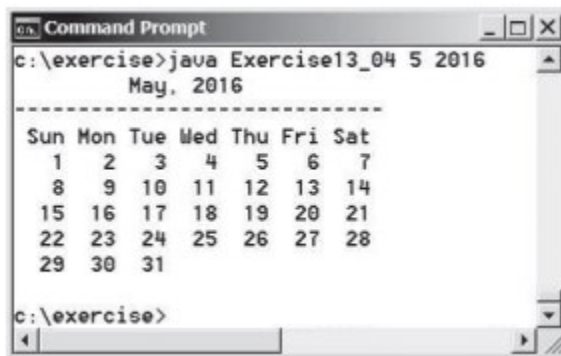 Command Prompt
c:\exercise>java Exercise13_04 5 2016
May, 2016
-------------------------------
Sun Mon Tue Wed Thu Fri Sat
1 2 3 4 5 6 7
8 9 10 11 12 13 14
15 16 17 18 19 20 21
22 23 24 25 26 27 28
29 30 31
c:\exercise>